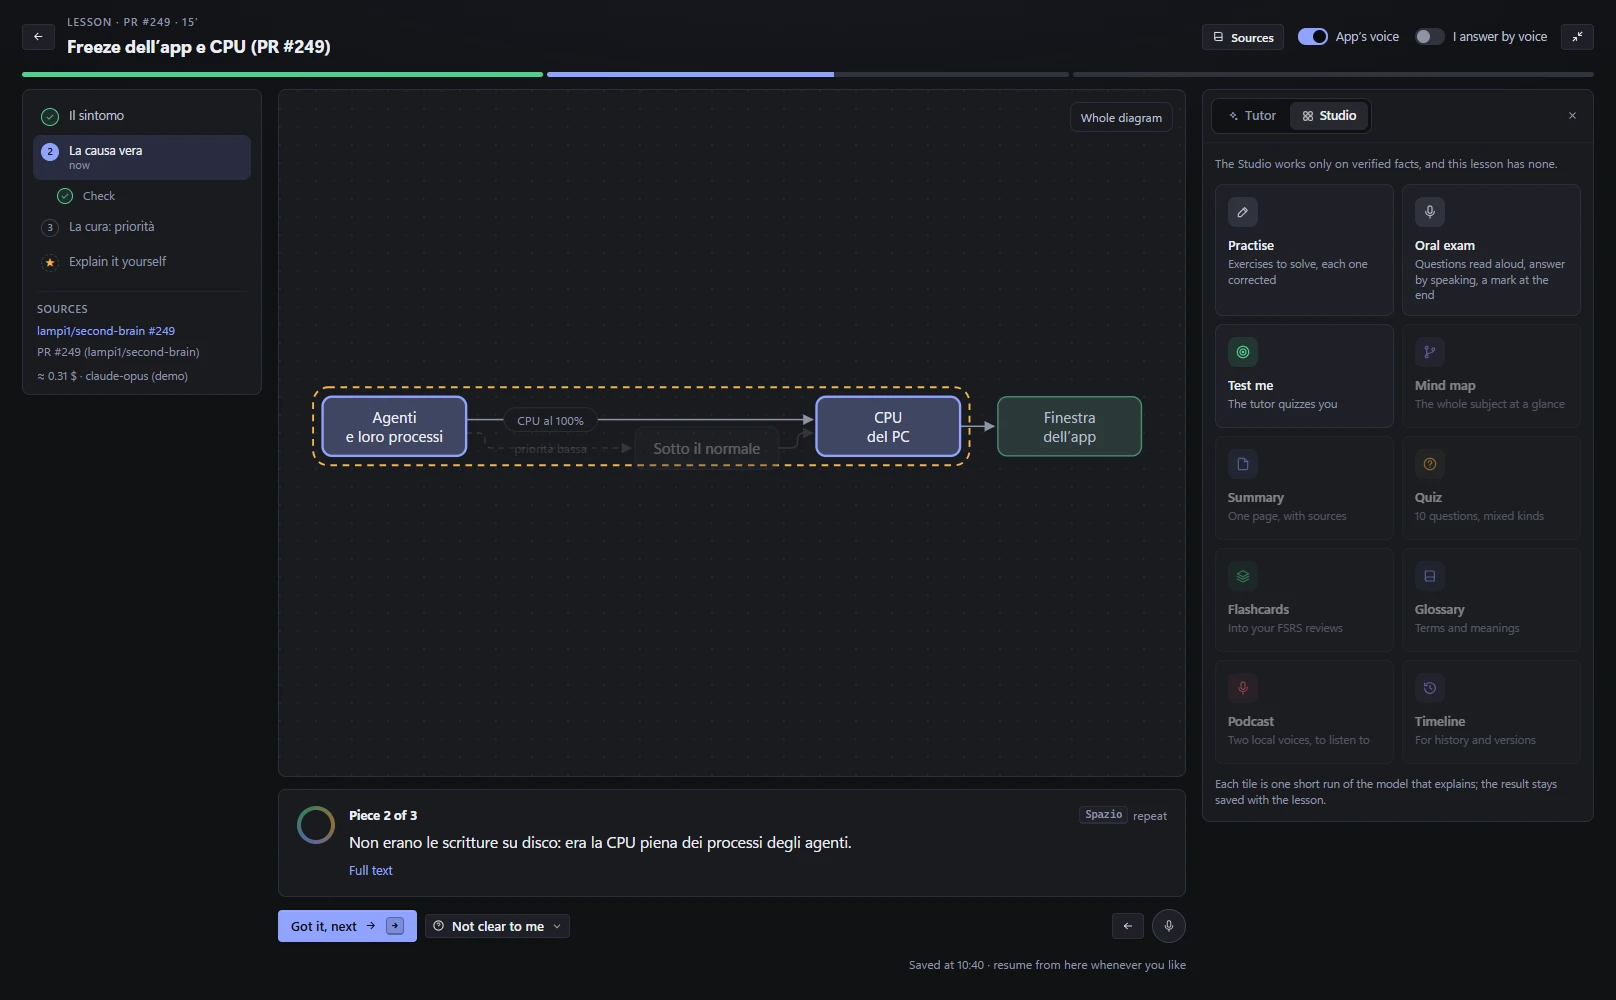 LESSON · PR #249 · 15'
Freeze dell'app e CPU (PR #249)
Sources
App's voice
I answer by voice
Il sintomo
2
La causa vera
now
Check
3
La cura: priorità
Explain it yourself
SOURCES
lampi1/second-brain #249
PR #249 (lampi1/second-brain)
≈ 0.31 $ · claude-opus (demo)
Whole diagram
Agenti
e loro processi
CPU al 100%
priorità bassa
Sotto il normale
CPU
del PC
Finestra
dell'app
Piece 2 of 3
Spazio repeat
Non erano le scritture su disco: era la CPU piena dei processi degli agenti.
Full text
Got it, next
Not clear to me
Saved at 10:40 · resume from here whenever you like
Tutor
Studio
The Studio works only on verified facts, and this lesson has none.
Practise
Exercises to solve, each one
corrected
Oral exam
Questions read aloud, answer
by speaking, a mark at the
end
Test me
The tutor quizzes you
Mind map
The whole subject at a glance
Summary
One page, with sources
Quiz
10 questions, mixed kinds
Flashcards
Into your FSRS reviews
Glossary
Terms and meanings
Podcast
Two local voices, to listen to
Timeline
For history and versions
Each tile is one short run of the model that explains; the result stays
saved with the lesson.